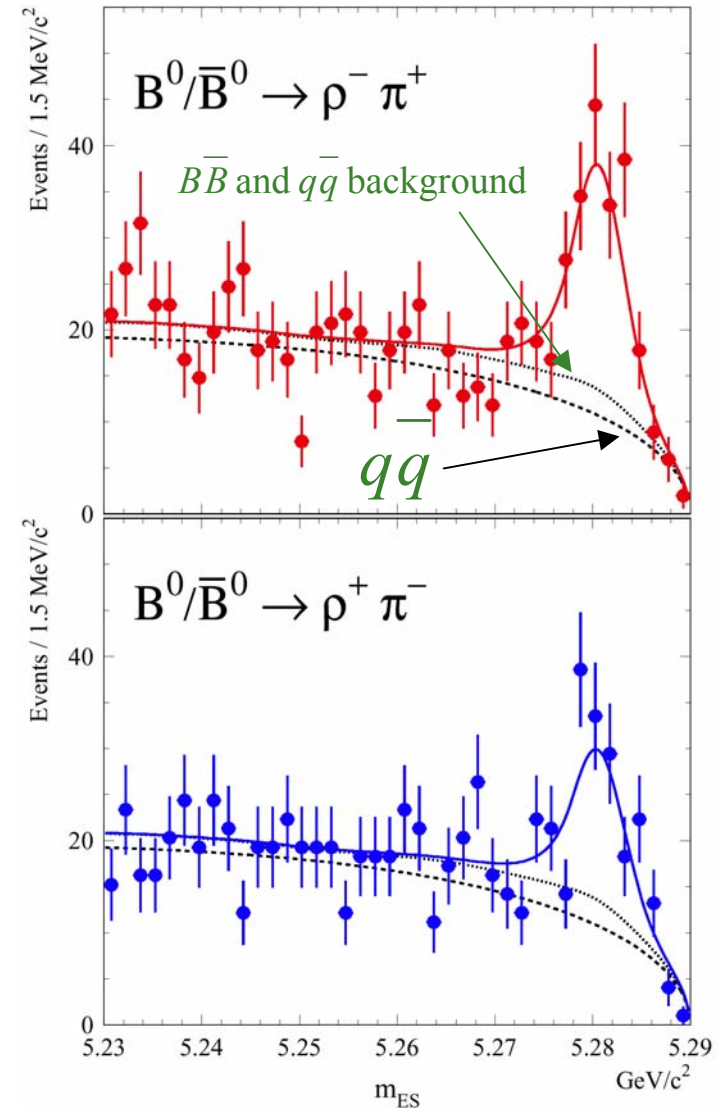 Events / 1.5 MeV/c²
B⁰/B̅⁰ → ρ⁻ π⁺
40
BB̅ and qq̅ background
20
qq̅
0
Events / 1.5 MeV/c²
B⁰/B̅⁰ → ρ⁺ π⁻
40
20
0
5.23 5.24 5.25 5.26 5.27 5.28 5.29
m_ES GeV/c²